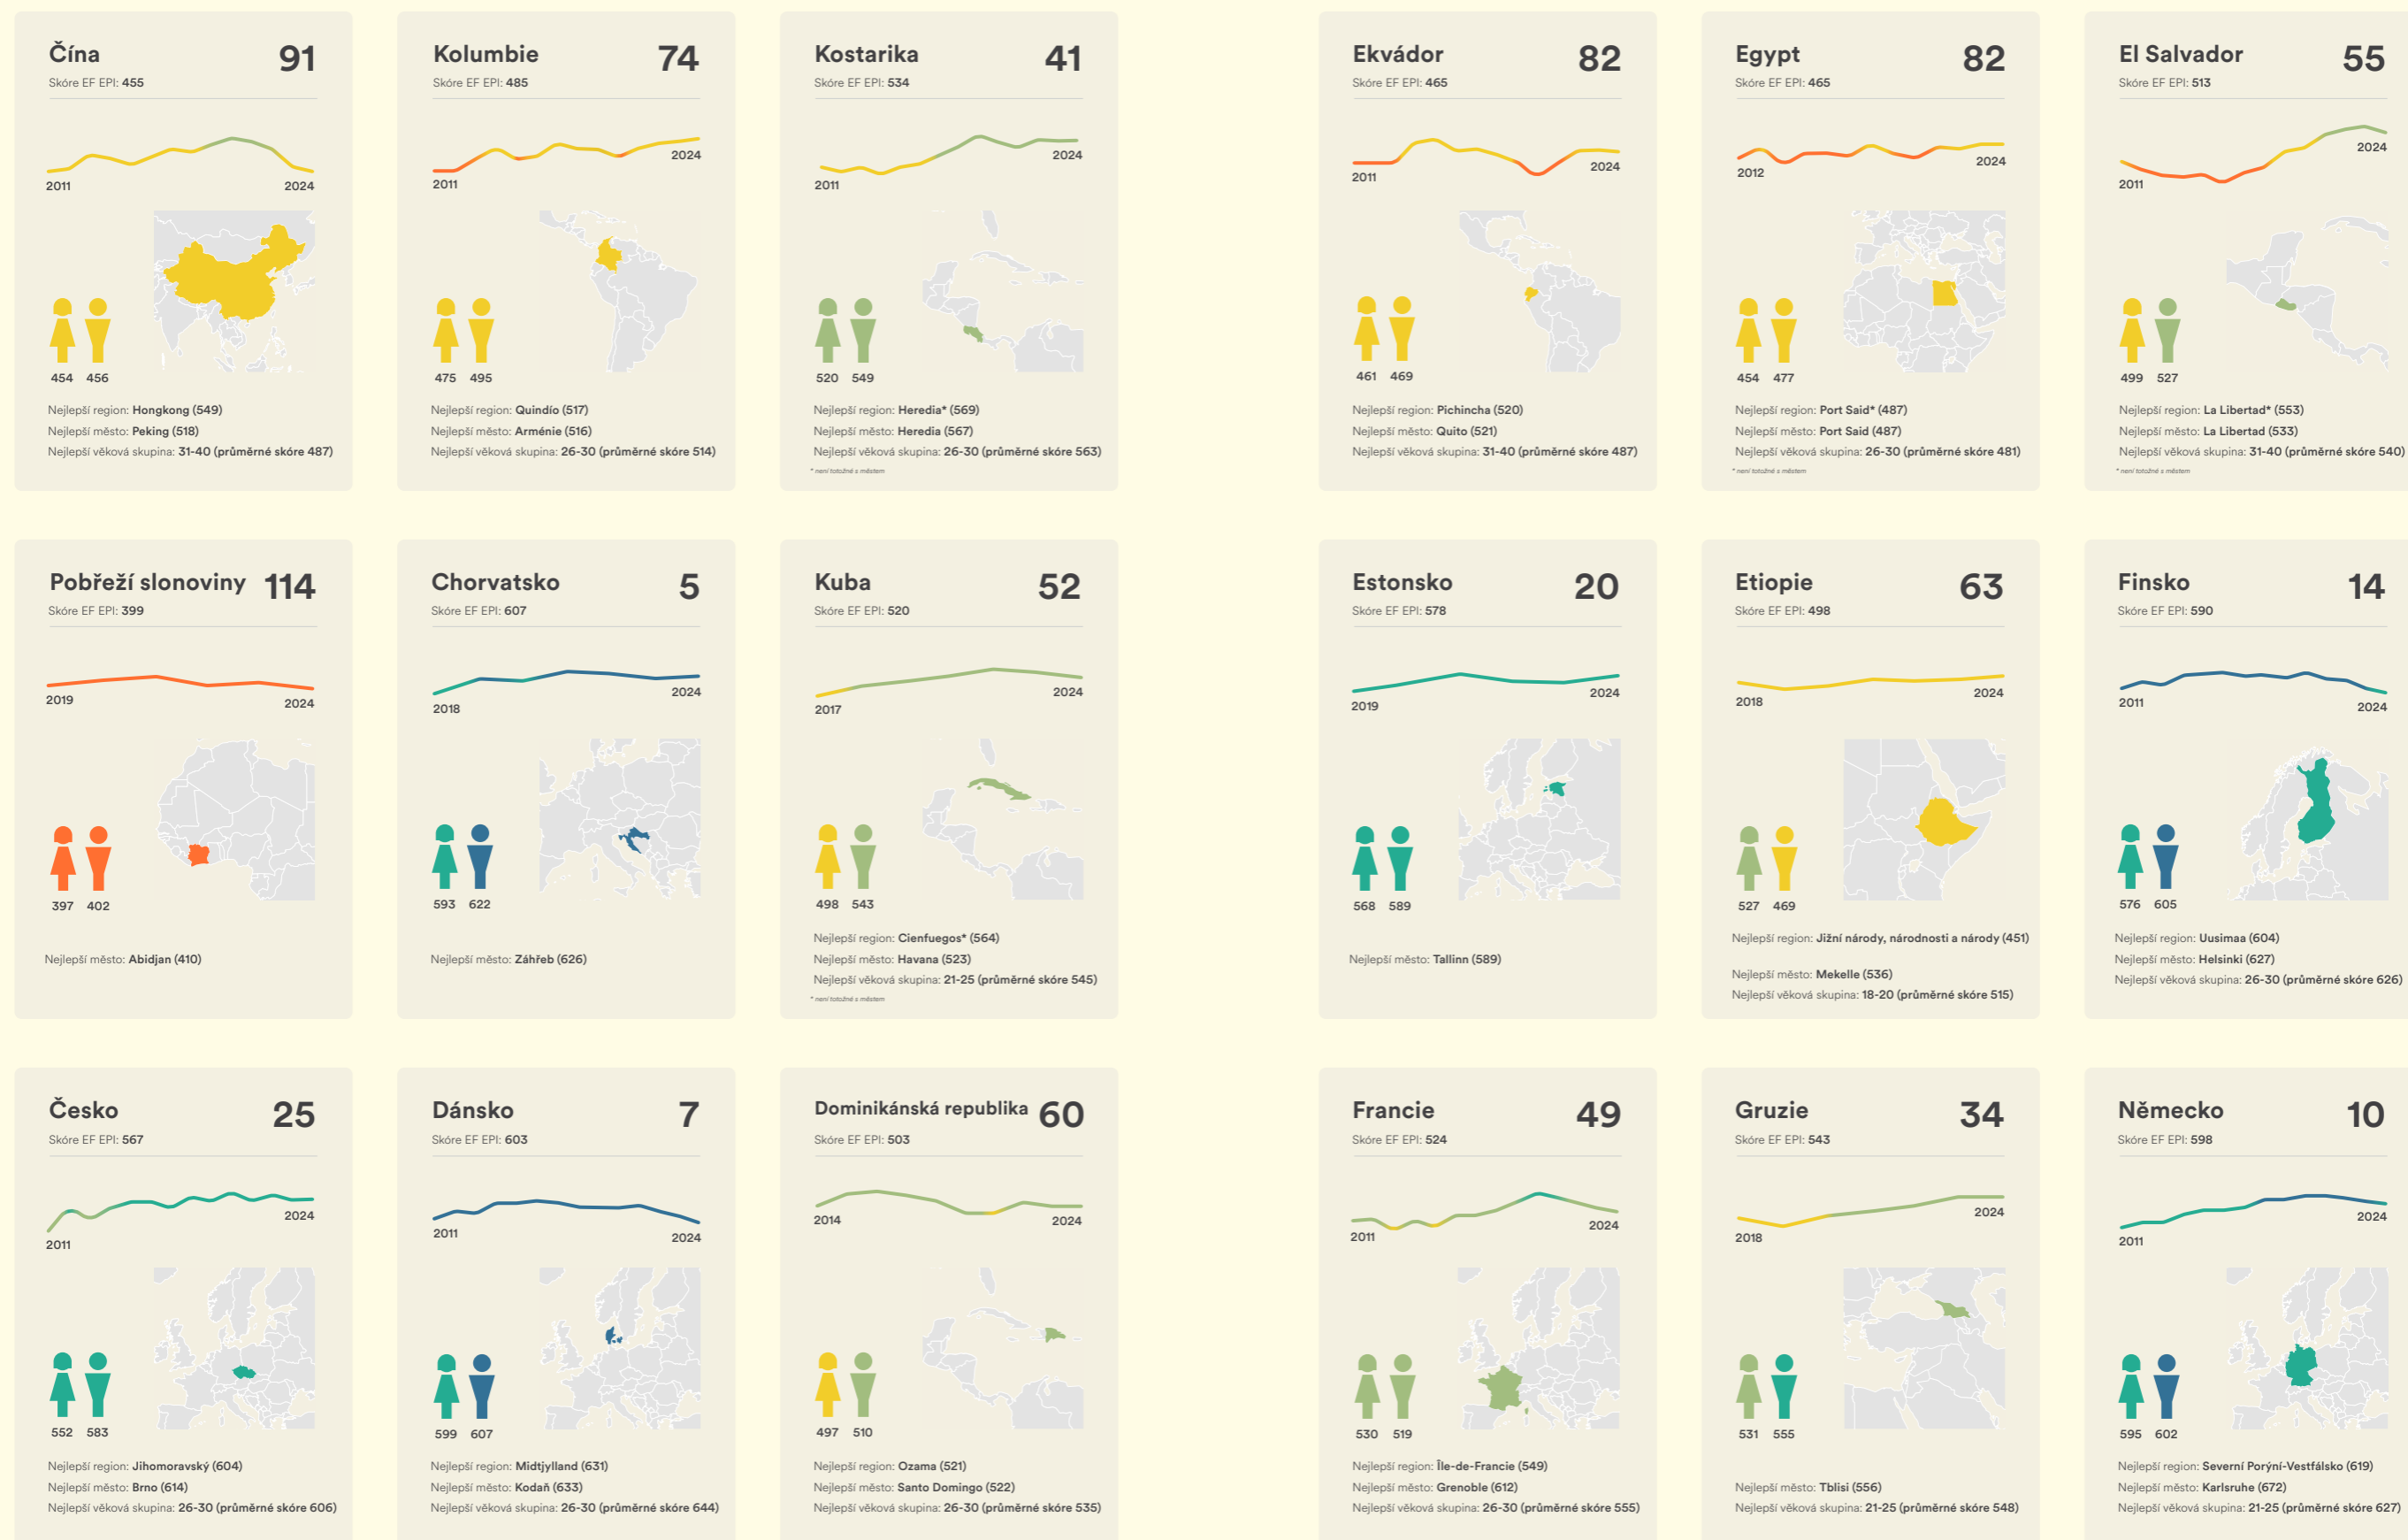 Čína 91
Skóre EF EPI: 455
2011 2024
454 456
Nejlepší region: Hongkong (549)
Nejlepší město: Peking (518)
Nejlepší věková skupina: 31-40 (průměrné skóre 487)
Kolumbie 74
Skóre EF EPI: 485
2011 2024
475 495
Nejlepší region: Quindío (517)
Nejlepší město: Arménie (516)
Nejlepší věková skupina: 26-30 (průměrné skóre 514)
Kostarika 41
Skóre EF EPI: 534
2011 2024
520 549
Nejlepší region: Heredia* (569)
Nejlepší město: Heredia (567)
Nejlepší věková skupina: 26-30 (průměrné skóre 563)
* není totožné s městem
Ekvádor 82
Skóre EF EPI: 465
2011 2024
461 469
Nejlepší region: Pichincha (520)
Nejlepší město: Quito (521)
Nejlepší věková skupina: 31-40 (průměrné skóre 487)
Egypt 82
Skóre EF EPI: 465
2012 2024
454 477
Nejlepší region: Port Said* (487)
Nejlepší město: Port Said (487)
Nejlepší věková skupina: 26-30 (průměrné skóre 481)
* není totožné s městem
El Salvador 55
Skóre EF EPI: 513
2011 2024
499 527
Nejlepší region: La Libertad* (553)
Nejlepší město: La Libertad (533)
Nejlepší věková skupina: 31-40 (průměrné skóre 540)
* není totožné s městem
Pobřeží slonoviny 114
Skóre EF EPI: 399
2019 2024
397 402
Nejlepší město: Abidjan (410)
Chorvatsko 5
Skóre EF EPI: 607
2018 2024
593 622
Nejlepší město: Záhřeb (626)
Kuba 52
Skóre EF EPI: 520
2017 2024
498 543
Nejlepší region: Cienfuegos* (564)
Nejlepší město: Havana (523)
Nejlepší věková skupina: 21-25 (průměrné skóre 545)
* není totožné s městem
Estonsko 20
Skóre EF EPI: 578
2019 2024
568 589
Nejlepší město: Tallinn (589)
Etiopie 63
Skóre EF EPI: 498
2018 2024
527 469
Nejlepší region: Jižní národy, národnosti a národy (451)
Nejlepší město: Mekelle (536)
Nejlepší věková skupina: 18-20 (průměrné skóre 515)
Finsko 14
Skóre EF EPI: 590
2011 2024
576 605
Nejlepší region: Uusimaa (604)
Nejlepší město: Helsinki (627)
Nejlepší věková skupina: 26-30 (průměrné skóre 626)
Česko 25
Skóre EF EPI: 567
2011 2024
552 583
Nejlepší region: Jihomoravský (604)
Nejlepší město: Brno (614)
Nejlepší věková skupina: 26-30 (průměrné skóre 606)
Dánsko 7
Skóre EF EPI: 603
2011 2024
599 607
Nejlepší region: Midtjylland (631)
Nejlepší město: Kodaň (633)
Nejlepší věková skupina: 26-30 (průměrné skóre 644)
Dominikánská republika 60
Skóre EF EPI: 503
2014 2024
497 510
Nejlepší region: Ozama (521)
Nejlepší město: Santo Domingo (522)
Nejlepší věková skupina: 26-30 (průměrné skóre 535)
Francie 49
Skóre EF EPI: 524
2011 2024
530 519
Nejlepší region: Île-de-Francie (549)
Nejlepší město: Grenoble (612)
Nejlepší věková skupina: 26-30 (průměrné skóre 555)
Gruzie 34
Skóre EF EPI: 543
2018 2024
531 555
Nejlepší město: Tblisi (556)
Nejlepší věková skupina: 21-25 (průměrné skóre 548)
Německo 10
Skóre EF EPI: 598
2011 2024
595 602
Nejlepší region: Severní Porýní-Vestfálsko (619)
Nejlepší město: Karlsruhe (672)
Nejlepší věková skupina: 21-25 (průměrné skóre 627)